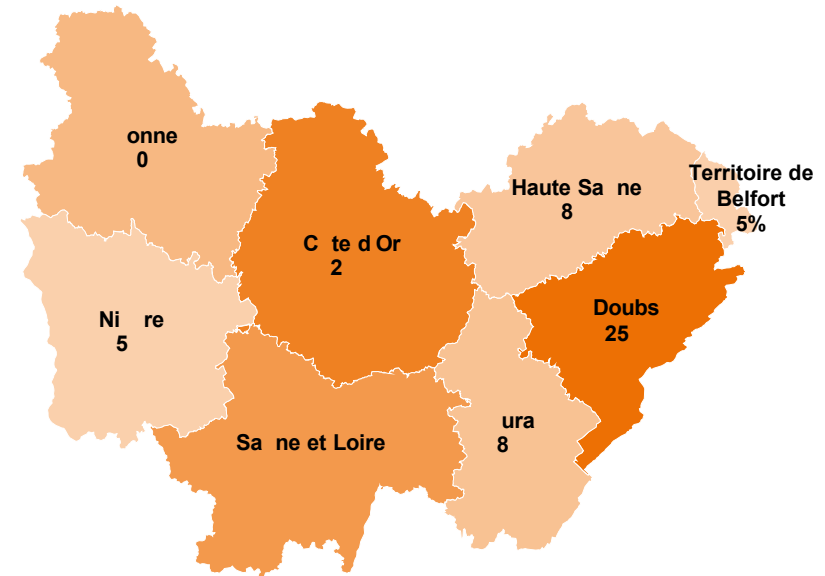 onne
0
Haute Sa ne
8
Territoire de
Belfort
5%
C te d Or
2
Doubs
25
Ni re
5
Sa ne et Loire
ura
8